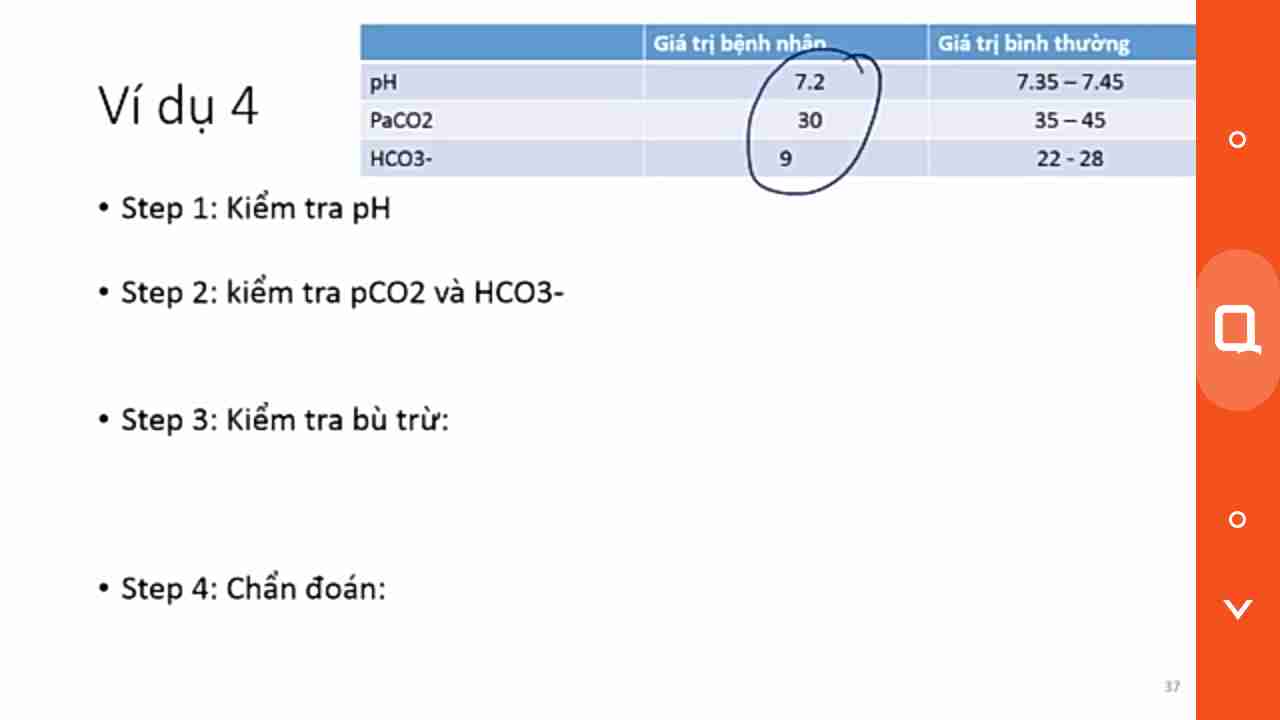 Ví dụ 4
Giá trị bệnh nhân Giá trị bình thường
pH 7.2 7.35 – 7.45
PaCO2 30 35 – 45
HCO3- 9 22 - 28
• Step 1: Kiểm tra pH
• Step 2: kiểm tra pCO2 và HCO3-
• Step 3: Kiểm tra bù trừ:
• Step 4: Chẩn đoán:
37